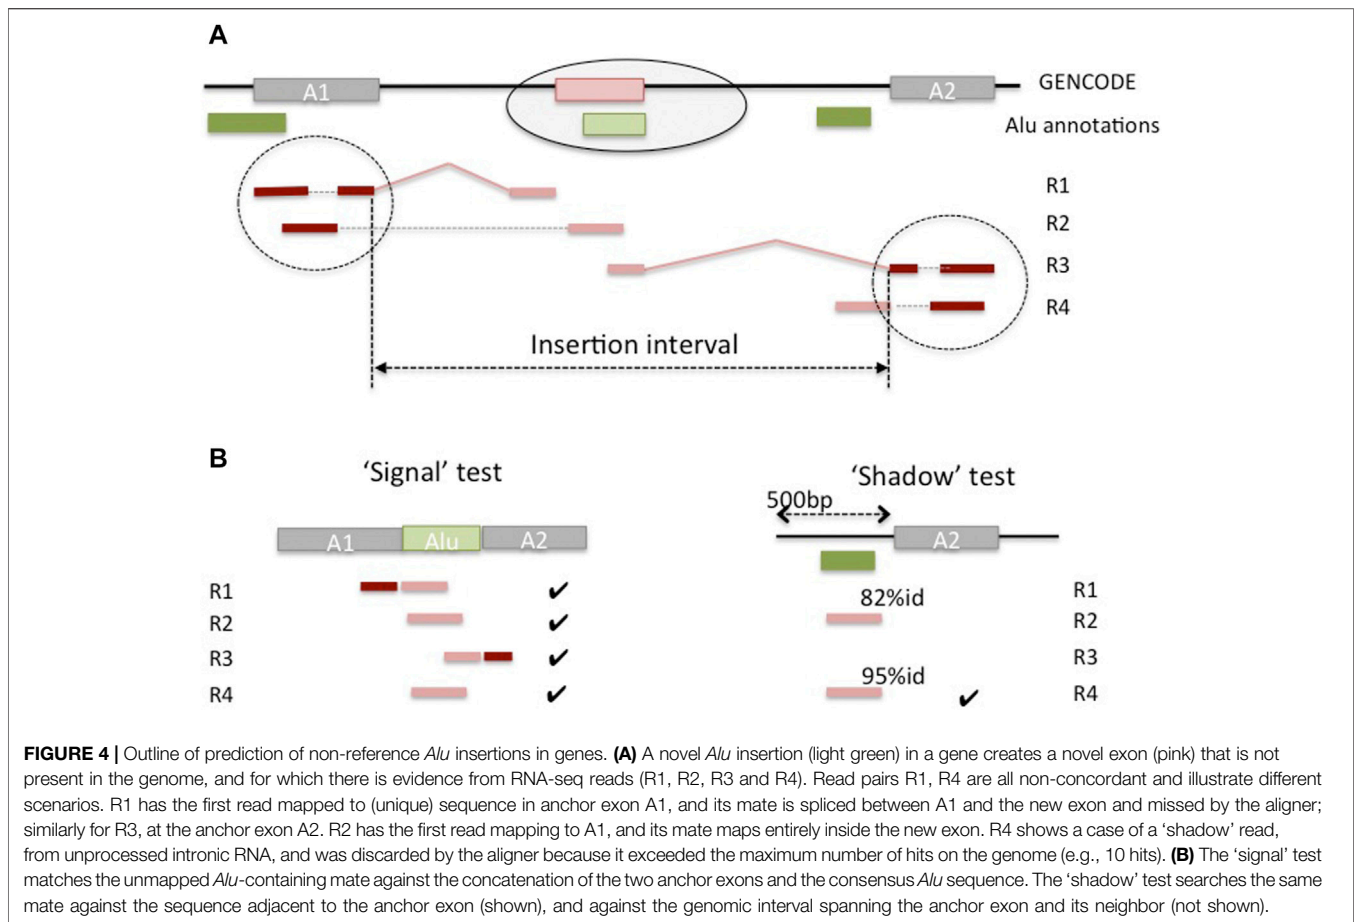 A
A1
A2
GENCODE
Alu annotations
R1
R2
R3
R4
Insertion interval
B
‘Signal’ test
A1
Alu
A2
R1
R2
R3
R4
‘Shadow’ test
500bp
A2
82%id
95%id
R1
R2
R3
R4
FIGURE 4 | Outline of prediction of non-reference Alu insertions in genes. (A) A novel Alu insertion (light green) in a gene creates a novel exon (pink) that is not
present in the genome, and for which there is evidence from RNA-seq reads (R1, R2, R3 and R4). Read pairs R1, R4 are all non-concordant and illustrate different
scenarios. R1 has the first read mapped to (unique) sequence in anchor exon A1, and its mate is spliced between A1 and the new exon and missed by the aligner;
similarly for R3, at the anchor exon A2. R2 has the first read mapping to A1, and its mate maps entirely inside the new exon. R4 shows a case of a ‘shadow’ read,
from unprocessed intronic RNA, and was discarded by the aligner because it exceeded the maximum number of hits on the genome (e.g., 10 hits). (B) The ‘signal’ test
matches the unmapped Alu-containing mate against the concatenation of the two anchor exons and the consensus Alu sequence. The ‘shadow’ test searches the same
mate against the sequence adjacent to the anchor exon (shown), and against the genomic interval spanning the anchor exon and its neighbor (not shown).